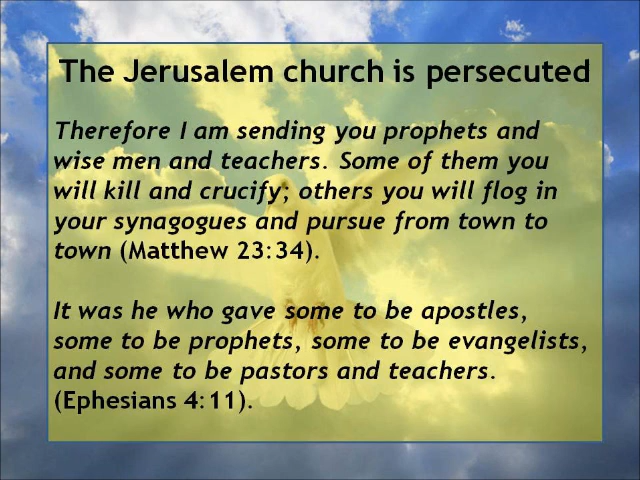 The Jerusalem church is persecuted
Therefore I am sending you prophets and
wise men and teachers. Some of them you
will kill and crucify; others you will flog in
your synagogues and pursue from town to
town (Matthew 23:34).
It was he who gave some to be apostles,
some to be prophets, some to be evangelists,
and some to be pastors and teachers.
(Ephesians 4:11).